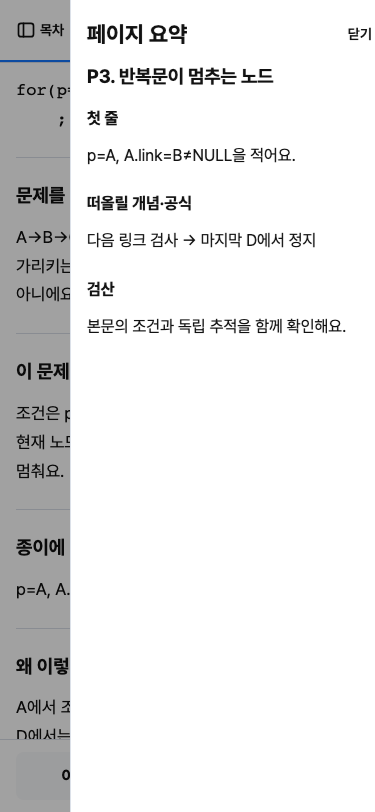 목차
페이지 요약
닫기
P3. 반복문이 멈추는 노드
첫 줄
p=A, A.link=B≠NULL을 적어요.
떠올릴 개념·공식
다음 링크 검사 → 마지막 D에서 정지
검산
본문의 조건과 독립 추적을 함께 확인해요.
for(p=
;
문제를
A→B→
가리키는
아니에요
이 문제
조건은 p
현재 노드
멈춰요.
종이에
p=A, A.
왜 이렇
A에서 조
D에서는